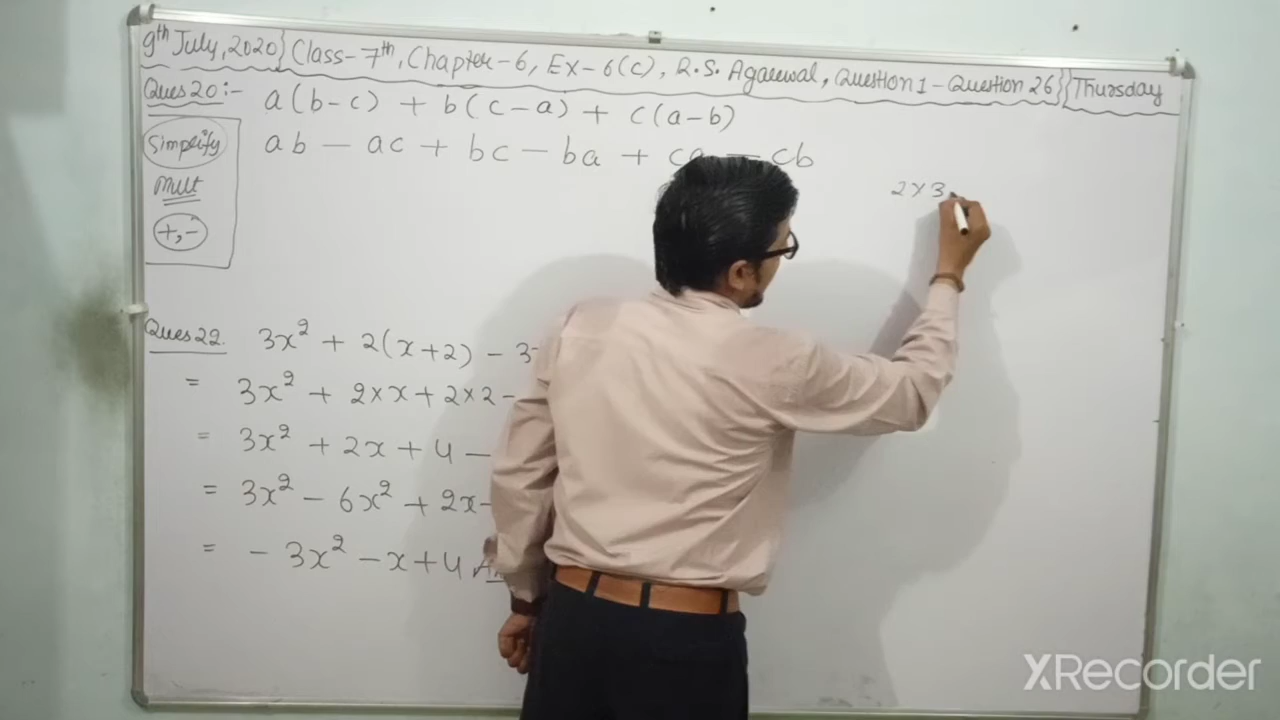 9th July, 2020} Class-7th, Chapter-6, Ex-6(c), R.S. Agarwal, Question 1 - Question 26} Thursday
Ques 20:- a(b-c) + b(c-a) + c(a-b)
Simplify ab - ac + bc - ba + ca - cb
Mult
2×3
+,-
Ques 22. 3x² + 2(x+2) - 3
= 3x² + 2×x + 2×2 -
= 3x² + 2x + 4 -
= 3x² - 6x² + 2x -
= - 3x² - x + 4
XRecorder